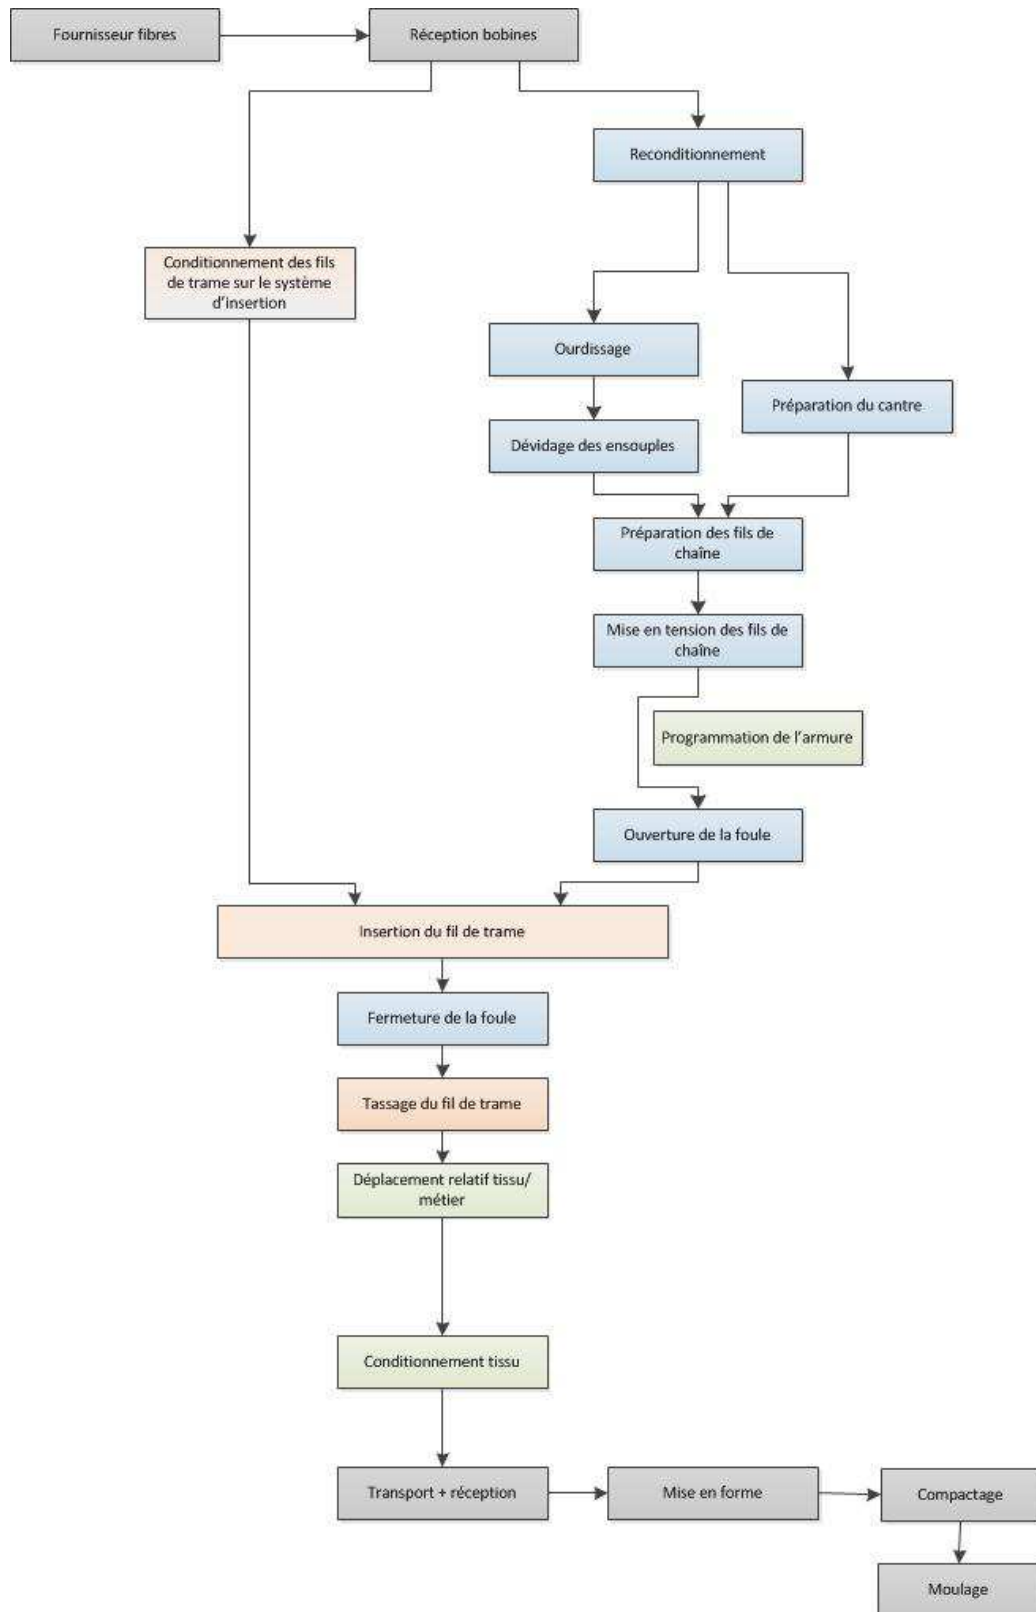 Fournisseur fibres
Réception bobines
Reconditionnement
Conditionnement des fils
de trame sur le système
d'insertion
Ourdissage
Préparation du cantre
Dévidage des ensouples
Préparation des fils de
chaîne
Mise en tension des fils de
chaîne
Programmation de l'armure
Ouverture de la foule
Insertion du fil de trame
Fermeture de la foule
Tassage du fil de trame
Déplacement relatif tissu/
métier
Conditionnement tissu
Transport + réception
Mise en forme
Compactage
Moulage